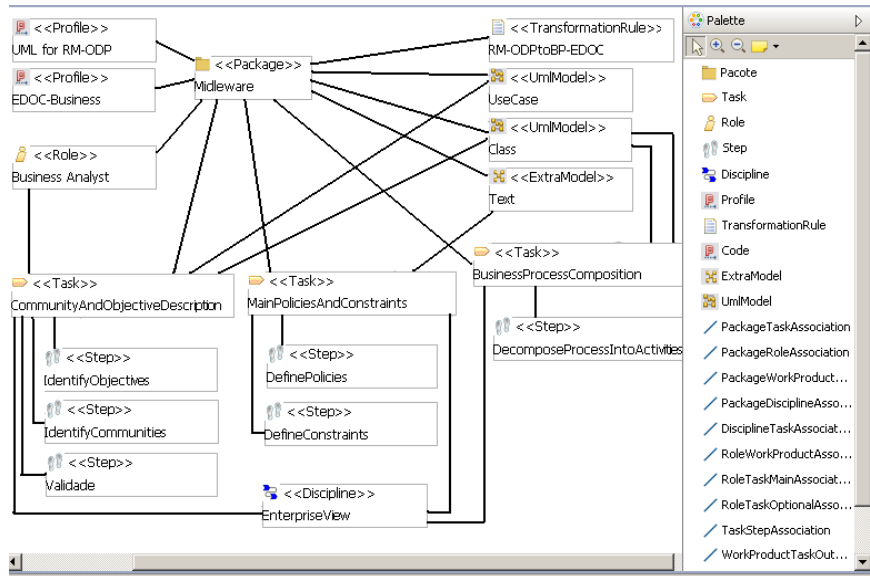 <<Profile>>
UML for RM-ODP
<<Profile>>
EDOC-Business
<<Package>>
Midleware
<<TransformationRule>>
RM-ODPtoBP-EDOC
<<UmlModel>>
UseCase
<<UmlModel>>
Class
<<ExtraModel>>
Text
<<Role>>
Business Analyst
<<Task>>
CommunityAndObjectiveDescription
<<Task>>
MainPoliciesAndConstraints
<<Task>>
BusinessProcessComposition
<<Step>>
IdentifyObjectives
<<Step>>
IdentifyCommunities
<<Step>>
Validade
<<Step>>
DefinePolicies
<<Step>>
DefineConstraints
<<Step>>
DecomposeProcessIntoActivities
<<Discipline>>
EnterpriseView
Palette
Pacote
Task
Role
Step
Discipline
Profile
TransformationRule
Code
ExtraModel
UmlModel
PackageTaskAssociation
PackageRoleAssociation
PackageWorkProduct...
PackageDisciplineAsso...
DisciplineTaskAssociat...
RoleWorkProductAsso...
RoleTaskMainAssociat...
RoleTaskOptionalAsso...
TaskStepAssociation
WorkProductTaskOut...